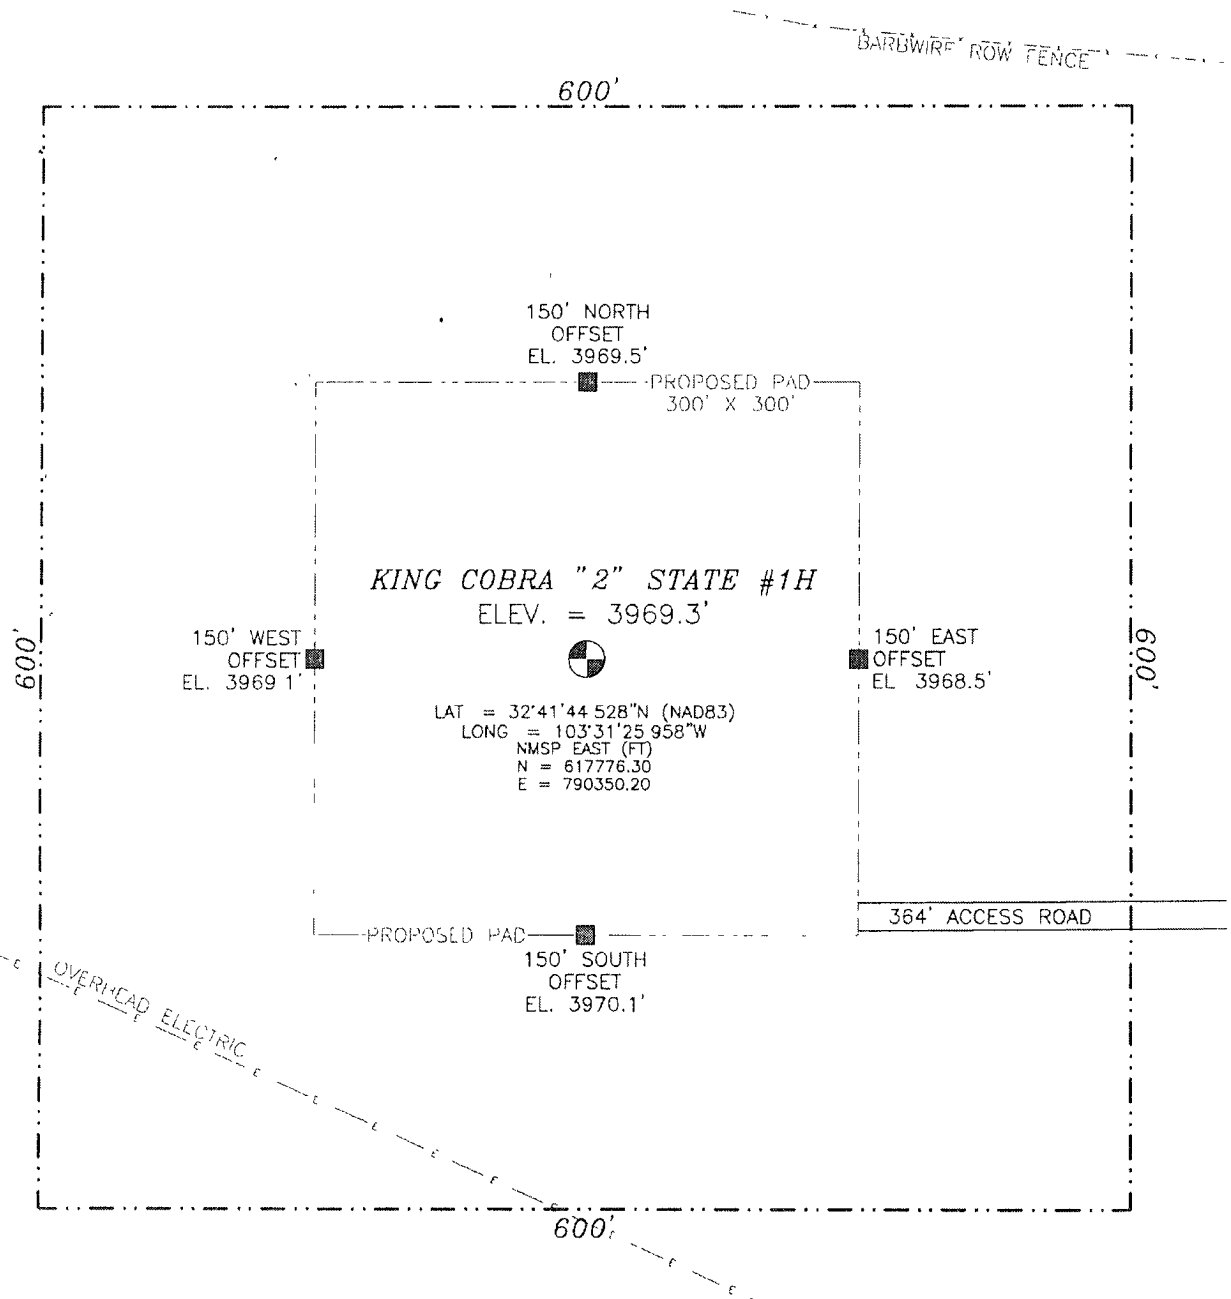 BARBWIRE ROW FENCE
600'
150' NORTH
OFFSET
EL. 3969.5'
PROPOSED PAD
300' X 300'
KING COBRA "2" STATE #1H
ELEV. = 3969.3'
600'
150' WEST
OFFSET
EL. 3969 1'
150' EAST
OFFSET
EL 3968.5'
600'
LAT = 32°41'44 528"N (NAD83)
LONG = 103°31'25 958"W
NMSP EAST (FT)
N = 617776.30
E = 790350.20
364' ACCESS ROAD
PROPOSED PAD
150' SOUTH
OFFSET
EL. 3970.1'
OVERHEAD ELECTRIC
600'